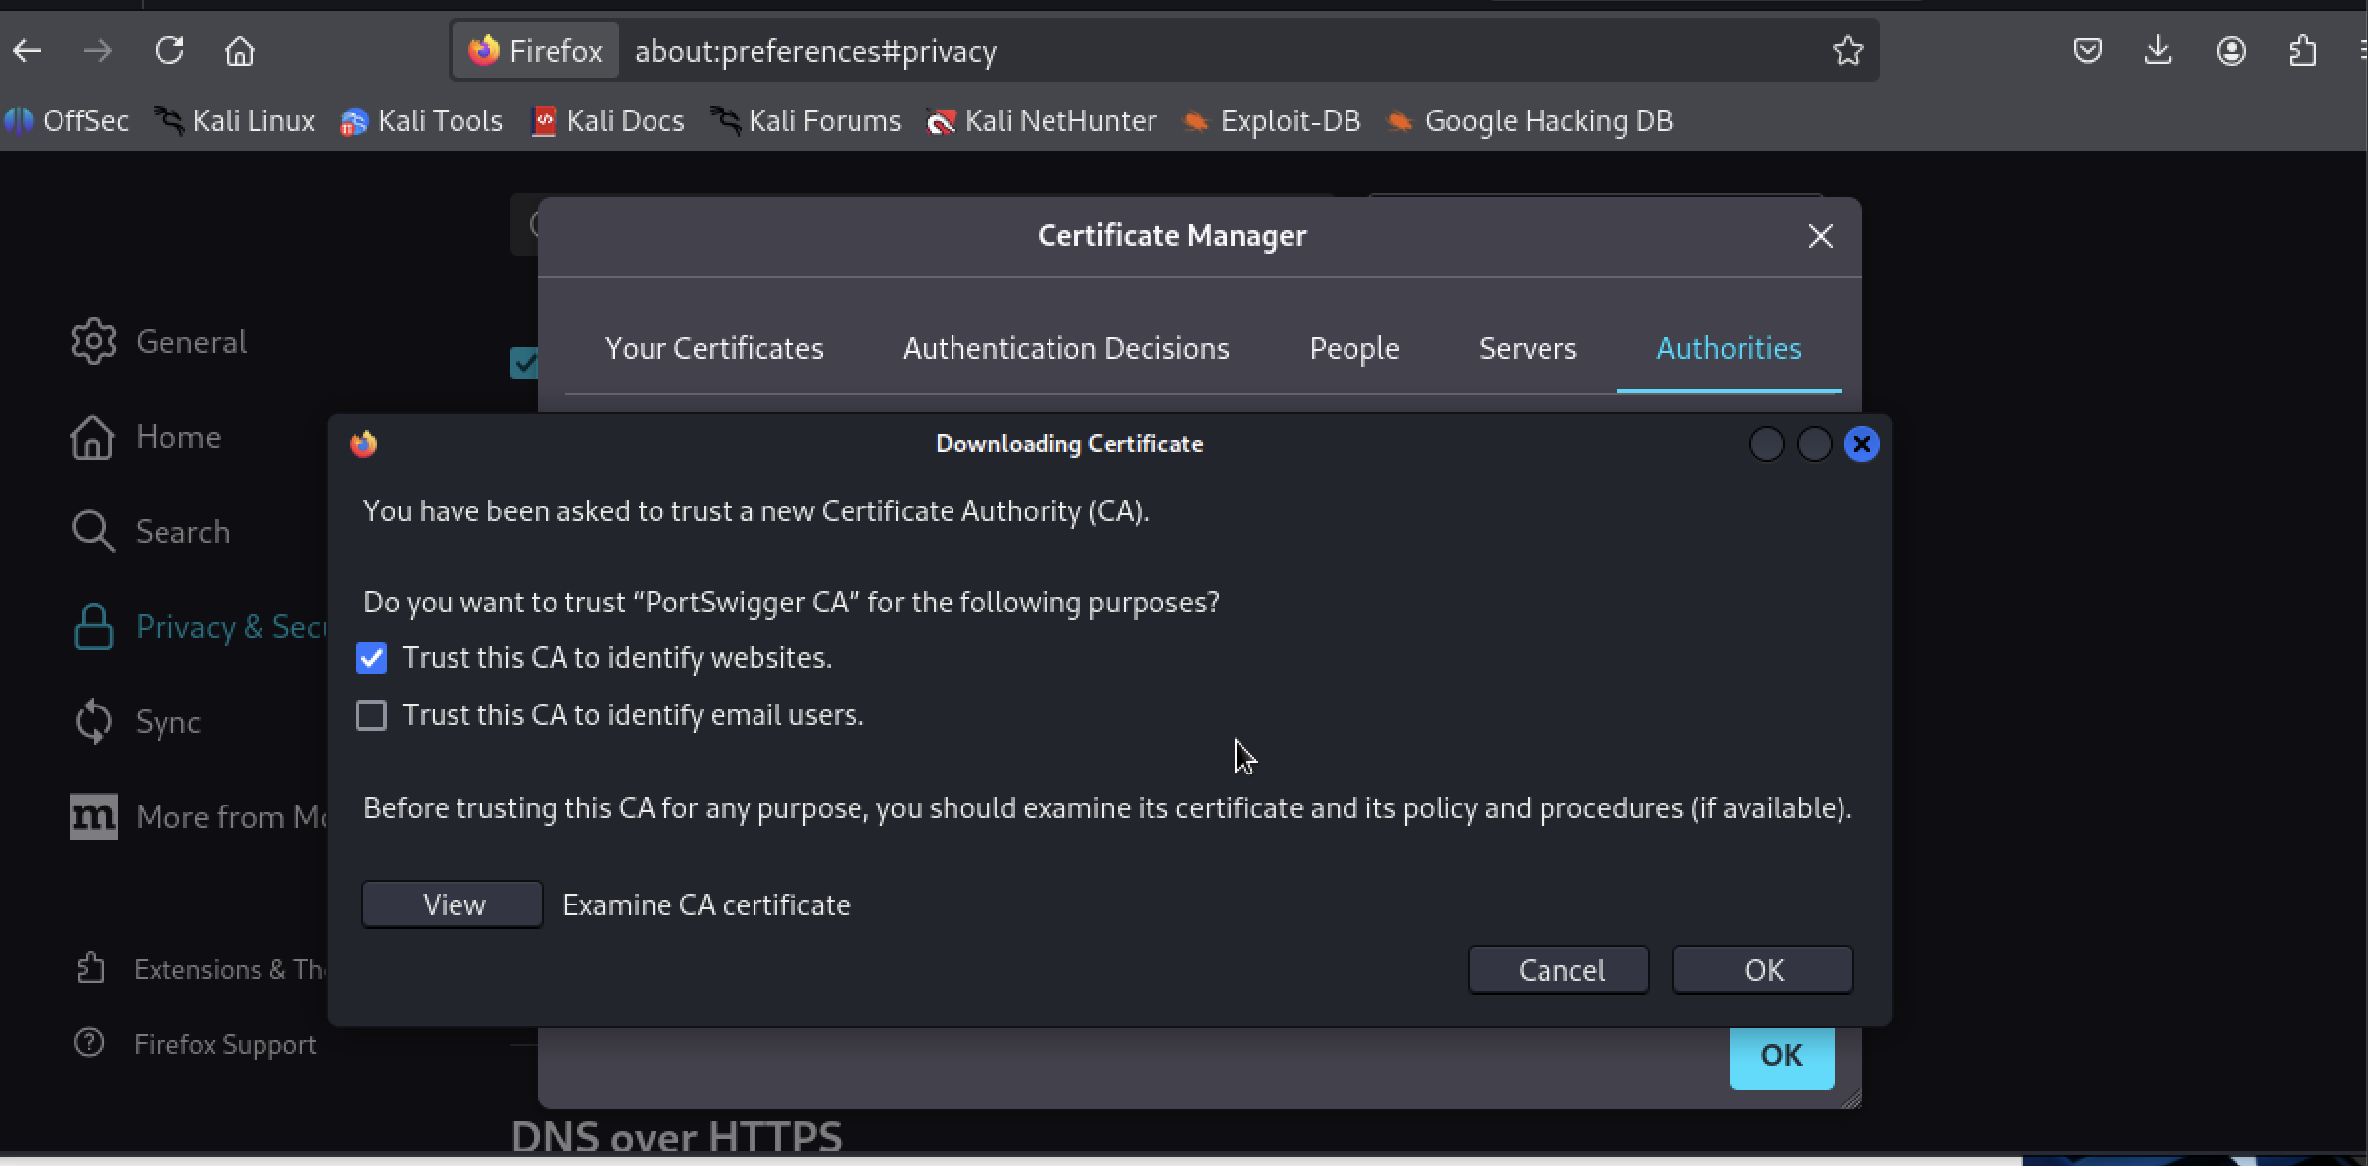 Firefox about:preferences#privacy
OffSec Kali Linux Kali Tools Kali Docs Kali Forums Kali NetHunter Exploit-DB Google Hacking DB
Certificate Manager
Your Certificates Authentication Decisions People Servers Authorities
General
Home
Search
Privacy &
Sync
More from
Extensions &
Firefox Support
Downloading Certificate
You have been asked to trust a new Certificate Authority (CA).
Do you want to trust “PortSwigger CA” for the following purposes?
Trust this CA to identify websites.
Trust this CA to identify email users.
Before trusting this CA for any purpose, you should examine its certificate and its policy and procedures (if available).
View Examine CA certificate
Cancel OK
OK
DNS over HTTPS